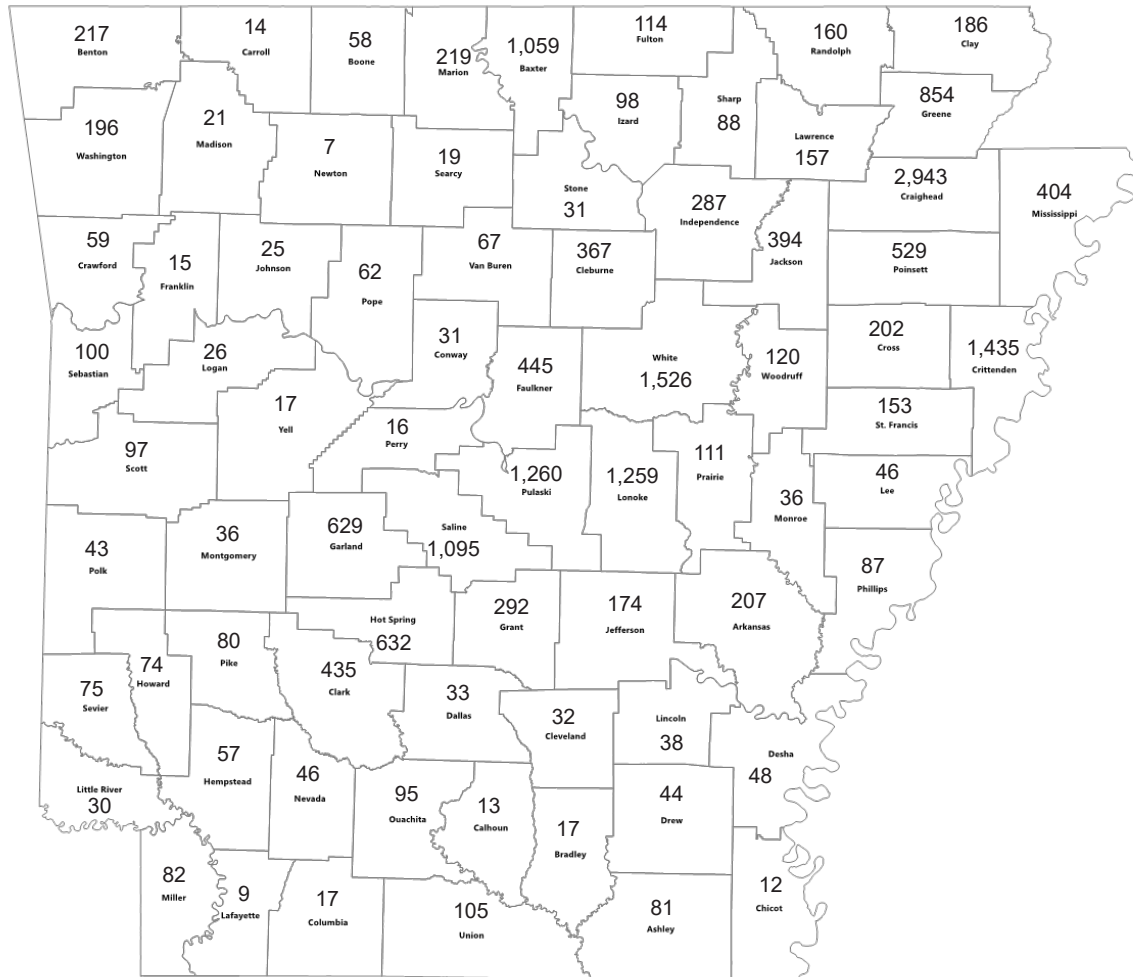 217
Benton
14
Carroll
58
Boone
219
Marion
1,059
Baxter
114
Fulton
160
Randolph
186
Clay
196
Washington
21
Madison
7
Newton
19
Searcy
98
Izard
Sharp
88
Lawrence
157
854
Greene
Stone
31
287
Independence
2,943
Craighead
404
Mississippi
59
Crawford
15
Franklin
25
Johnson
62
Pope
67
Van Buren
367
Cleburne
394
Jackson
529
Poinsett
100
Sebastian
26
Logan
31
Conway
445
Faulkner
White
1,526
120
Woodruff
202
Cross
1,435
Crittenden
97
Scott
17
Yell
16
Perry
1,260
Pulaski
1,259
Lonoke
111
Prairie
153
St. Francis
36
Monroe
46
Lee
43
Polk
36
Montgomery
629
Garland
Saline
1,095
87
Phillips
Hot Spring
632
292
Grant
174
Jefferson
207
Arkansas
75
Sevier
74
Howard
80
Pike
435
Clark
33
Dallas
32
Cleveland
Lincoln
38
Desha
48
Little River
30
57
Hempstead
46
Nevada
95
Ouachita
13
Calhoun
17
Bradley
44
Drew
82
Miller
9
Lafayette
17
Columbia
105
Union
81
Ashley
12
Chicot